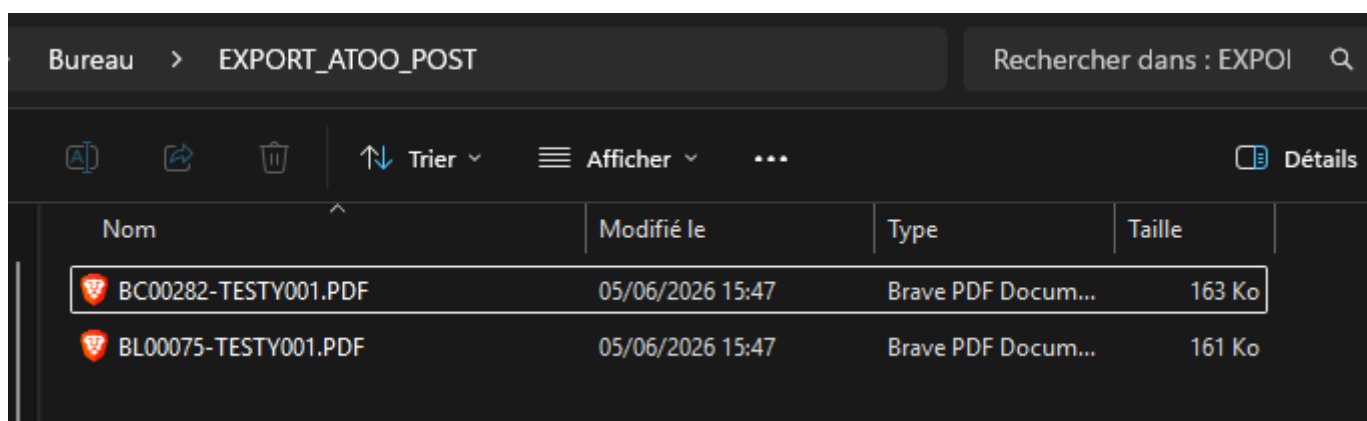 Bureau > EXPORT_ATOO_POST Rechercher dans : EXPO
Trier Afficher ... Détails
Nom Modifié le Type Taille
BC00282-TESTY001.PDF 05/06/2026 15:47 Brave PDF Docum... 163 Ko
BL00075-TESTY001.PDF 05/06/2026 15:47 Brave PDF Docum... 161 Ko